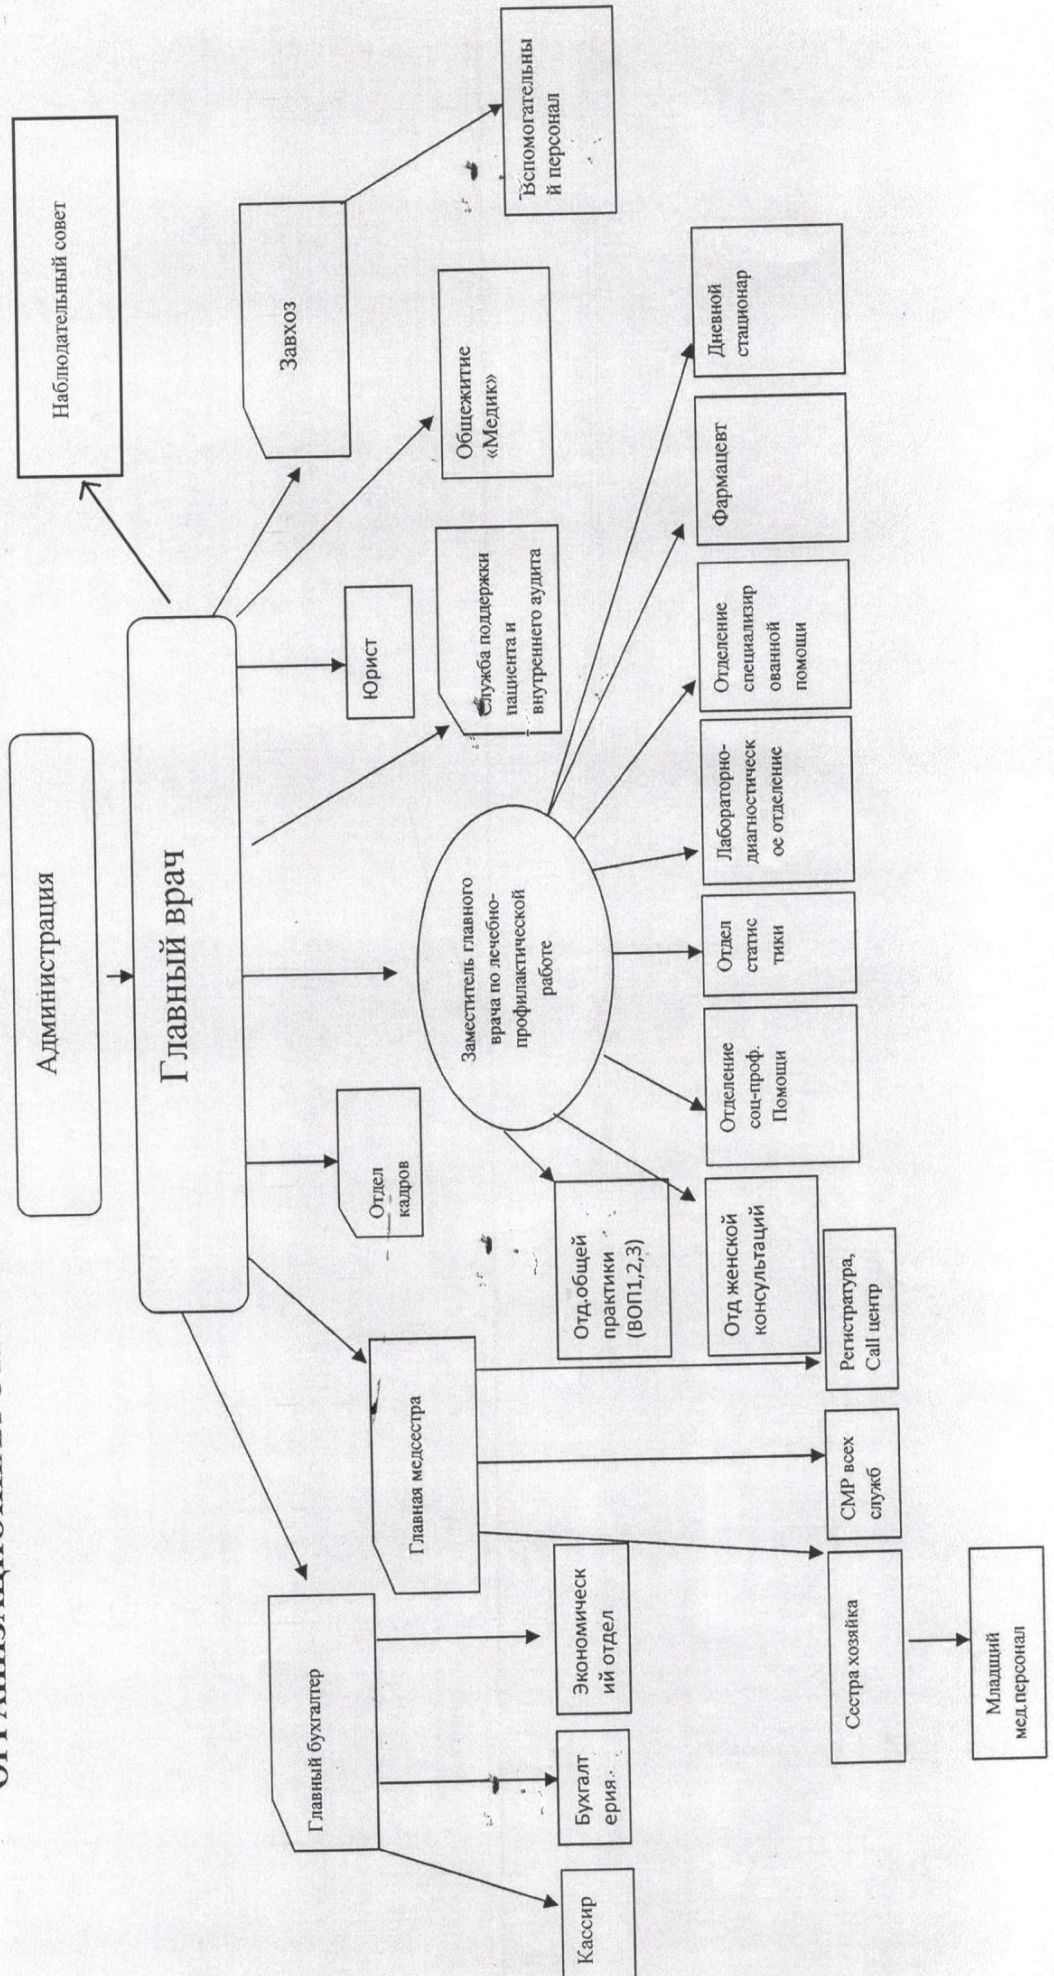 Администрация
Наблюдательный совет
Главный врач
Главный бухгалтер
Главная медсестра
Отдел
кадров
Юрист
Завхоз
Заместитель главного
врача по лечебно-
профилактической
работе
Служба поддержки
пациента и
внутреннего аудита
Общежитие
«Медик»
Вспомогательны
й персонал
Кассир
Бухгалт
ерия
Экономическ
ий отдел
Отд.общей
практики
(ВОП1,2,3)
Отд женской
консультаций
Отделение
соц-проф.
Помощи
Отдел
статис
тики
Лабораторно-
диагностическ
ое отделение
Отделение
специализир
ованной
помощи
Фармацевт
Дневной
стационар
Сестра хозяйка
СМР всех
служб
Регистратура,
Call центр
Младщий
мед.персонал